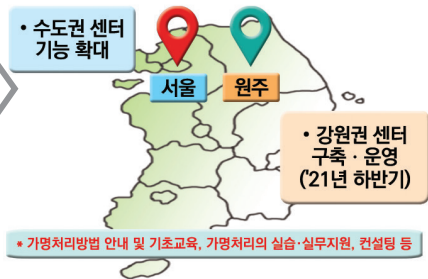 • 수도권 센터
기능 확대
서울
원주
• 강원권 센터
구축 · 운영
('21년 하반기)
* 가명처리방법 안내 및 기초교육, 가명처리의 실습·실무지원, 컨설팅 등